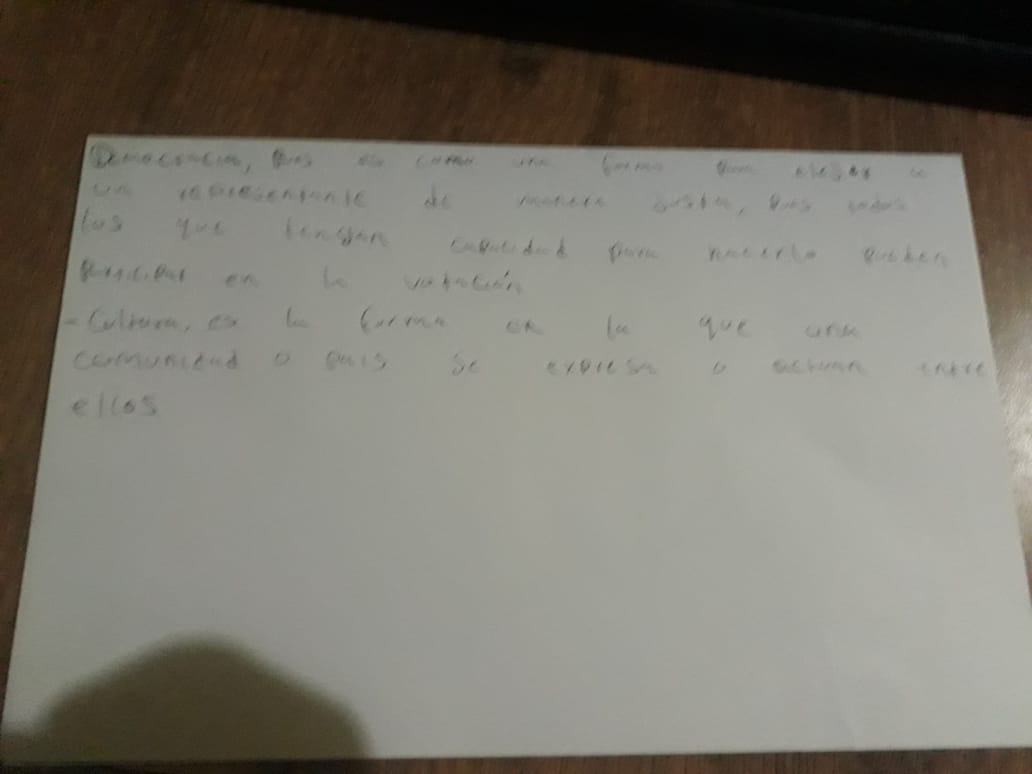 Democracia, pues es como una forma para elegir a
un representante de manera justa, pues todos
los que tengan capacidad para hacerlo pueden
participar en la votación
- Cultura, es la forma en la que una
comunidad o pais se expresa o actuan entre
ellos